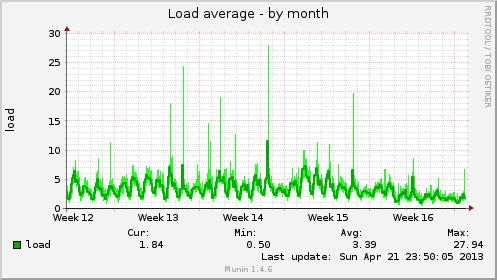 Load average - by month
RRDTOOL / TOBI OETIKER
load
30
25
20
15
10
5
0
Week 12 Week 13 Week 14 Week 15 Week 16
Cur: Min: Avg: Max:
load 1.84 0.50 3.39 27.94
Last update: Sun Apr 21 23:50:05 2013
Munin 1.4.6